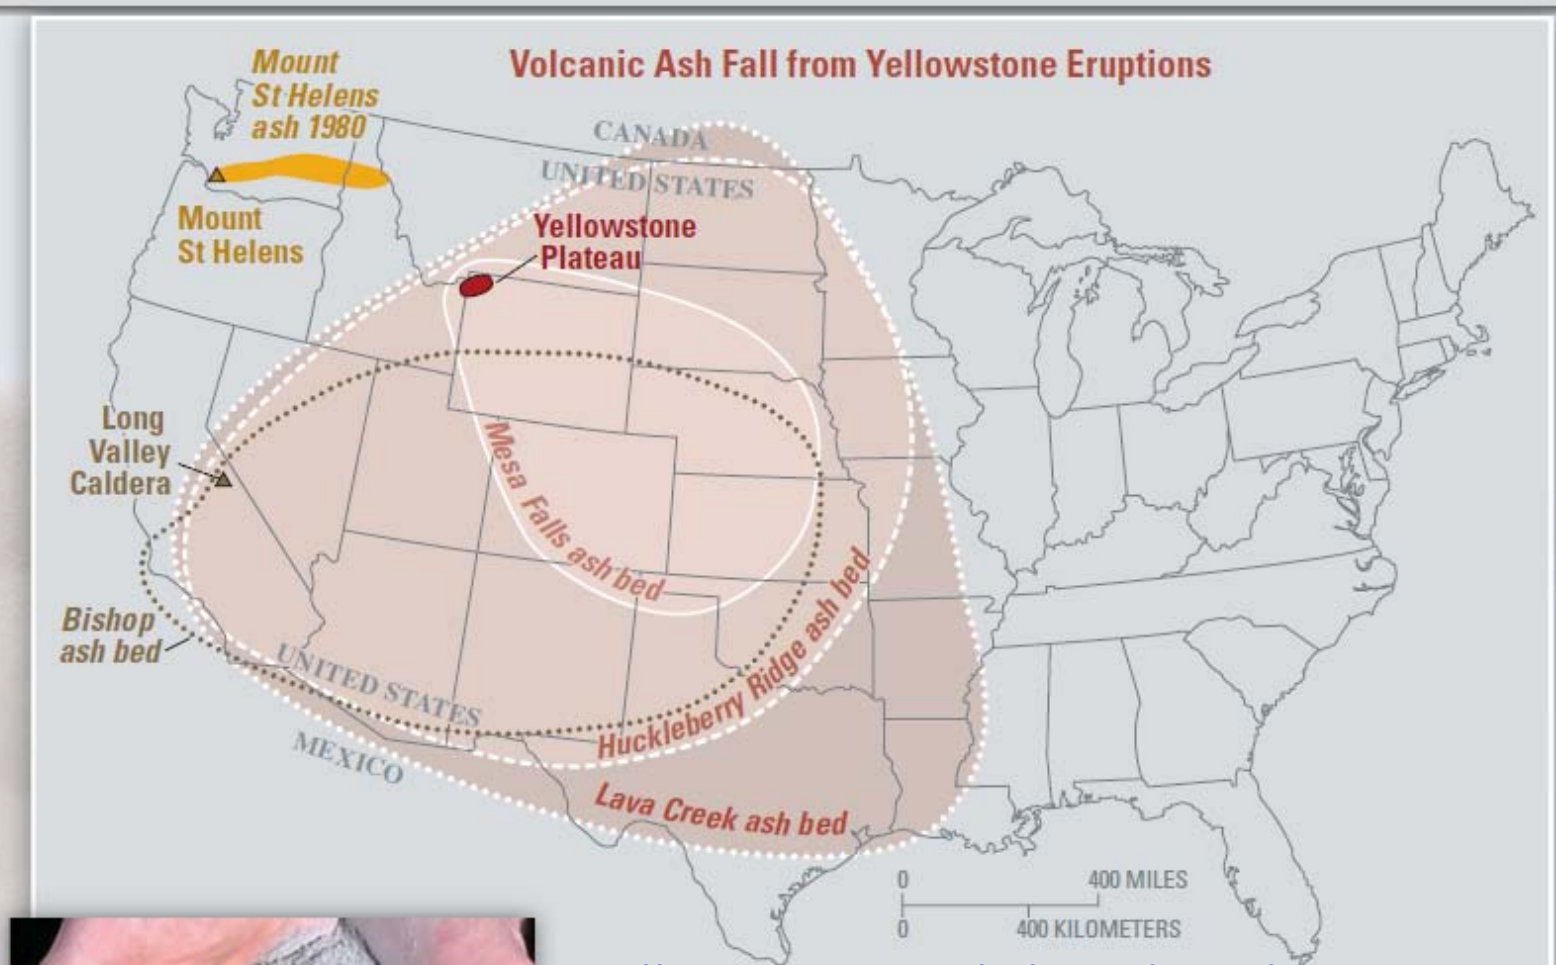 Volcanic Ash Fall from Yellowstone Eruptions
Mount
St Helens
ash 1980
CANADA
UNITED STATES
Mount
St Helens
Yellowstone
Plateau
Long
Valley
Caldera
Mesa Falls ash bed
Bishop
ash bed
UNITED STATES
MEXICO
Huckleberry Ridge ash bed
Lava Creek ash bed
0 400 MILES
0 400 KILOMETERS